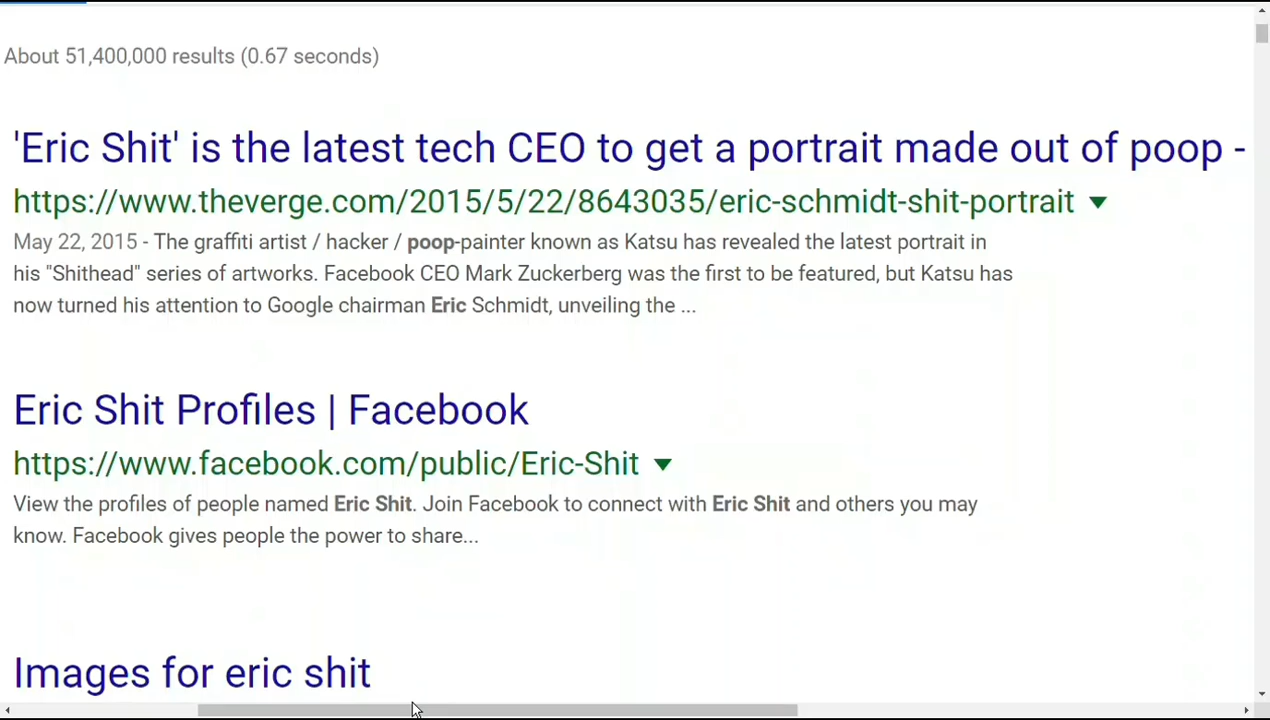 About 51,400,000 results (0.67 seconds)
'Eric Shit' is the latest tech CEO to get a portrait made out of poop -
https://www.theverge.com/2015/5/22/8643035/eric-schmidt-shit-portrait
May 22, 2015 - The graffiti artist / hacker / poop-painter known as Katsu has revealed the latest portrait in
his "Shithead" series of artworks. Facebook CEO Mark Zuckerberg was the first to be featured, but Katsu has
now turned his attention to Google chairman Eric Schmidt, unveiling the ...
Eric Shit Profiles | Facebook
https://www.facebook.com/public/Eric-Shit
View the profiles of people named Eric Shit. Join Facebook to connect with Eric Shit and others you may
know. Facebook gives people the power to share...
Images for eric shit